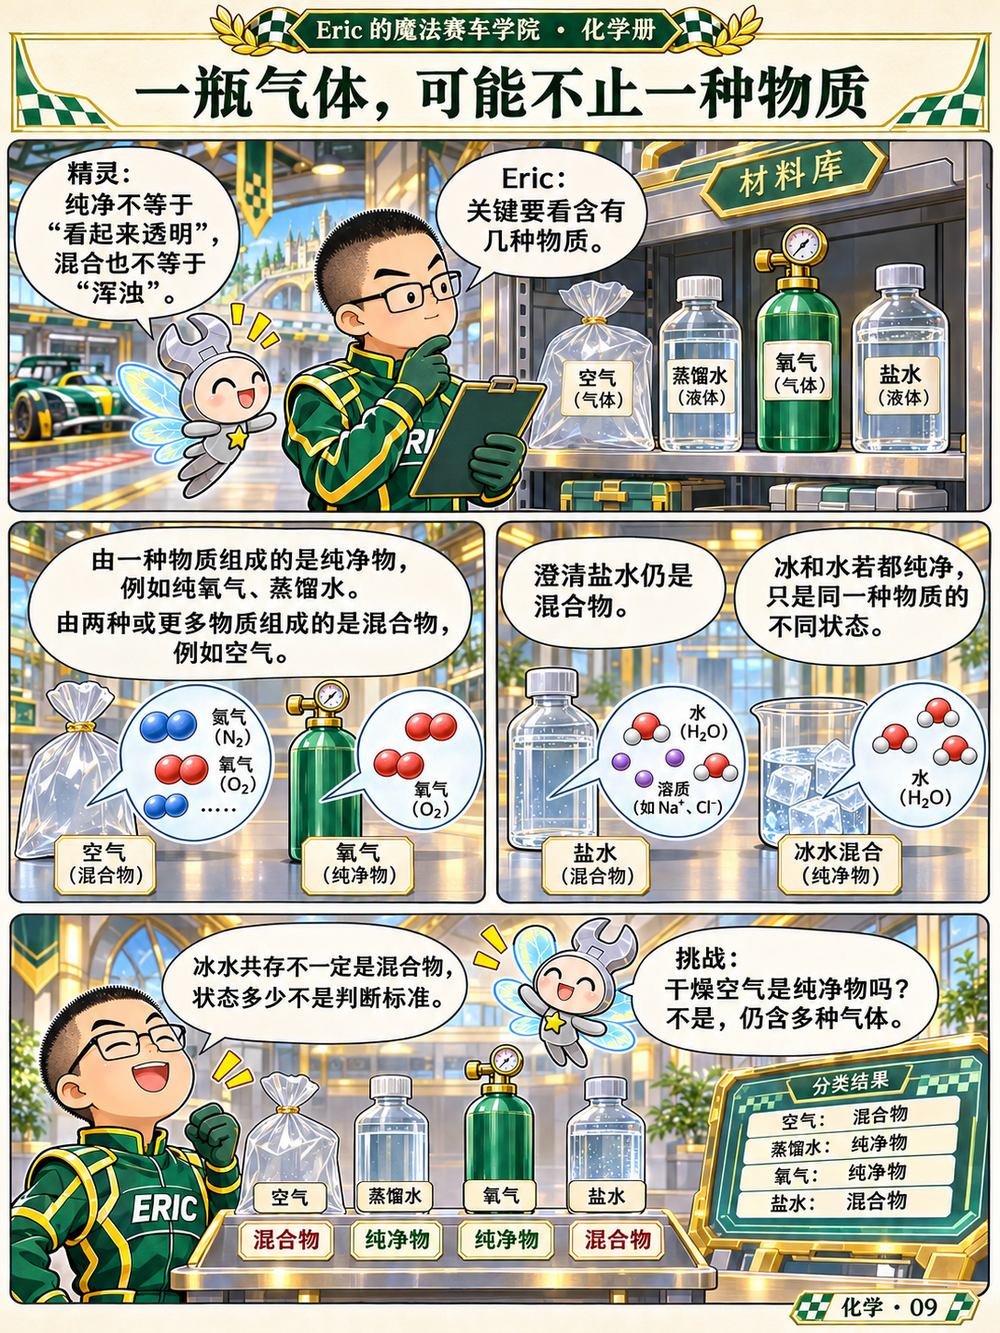 Eric 的魔法赛车学院 · 化学册
一瓶气体，可能不止一种物质
精灵：
纯净不等于
“看起来透明”，
混合也不等于
“浑浊”。
Eric：
关键要看含有
几种物质。
材料库
空气
（气体）
蒸馏水
（液体）
氧气
（气体）
盐水
（液体）
ERI
由一种物质组成的是纯净物，
例如纯氧气、蒸馏水。
由两种或更多物质组成的是混合物，
例如空气。
氮气
（N₂）
氧气
（O₂）
……
氧气
（O₂）
空气
（混合物）
氧气
（纯净物）
澄清盐水仍是
混合物。
冰和水若都纯净，
只是同一种物质的
不同状态。
水
（H₂O）
溶质
（如 Na⁺、Cl⁻）
水
（H₂O）
盐水
（混合物）
冰水混合
（纯净物）
冰水共存不一定是混合物，
状态多少不是判断标准。
挑战：
干燥空气是纯净物吗？
不是，仍含多种气体。
ERIC
空气
蒸馏水
氧气
盐水
混合物
纯净物
纯净物
混合物
分类结果
空气： 混合物
蒸馏水： 纯净物
氧气： 纯净物
盐水： 混合物
化学 · 09